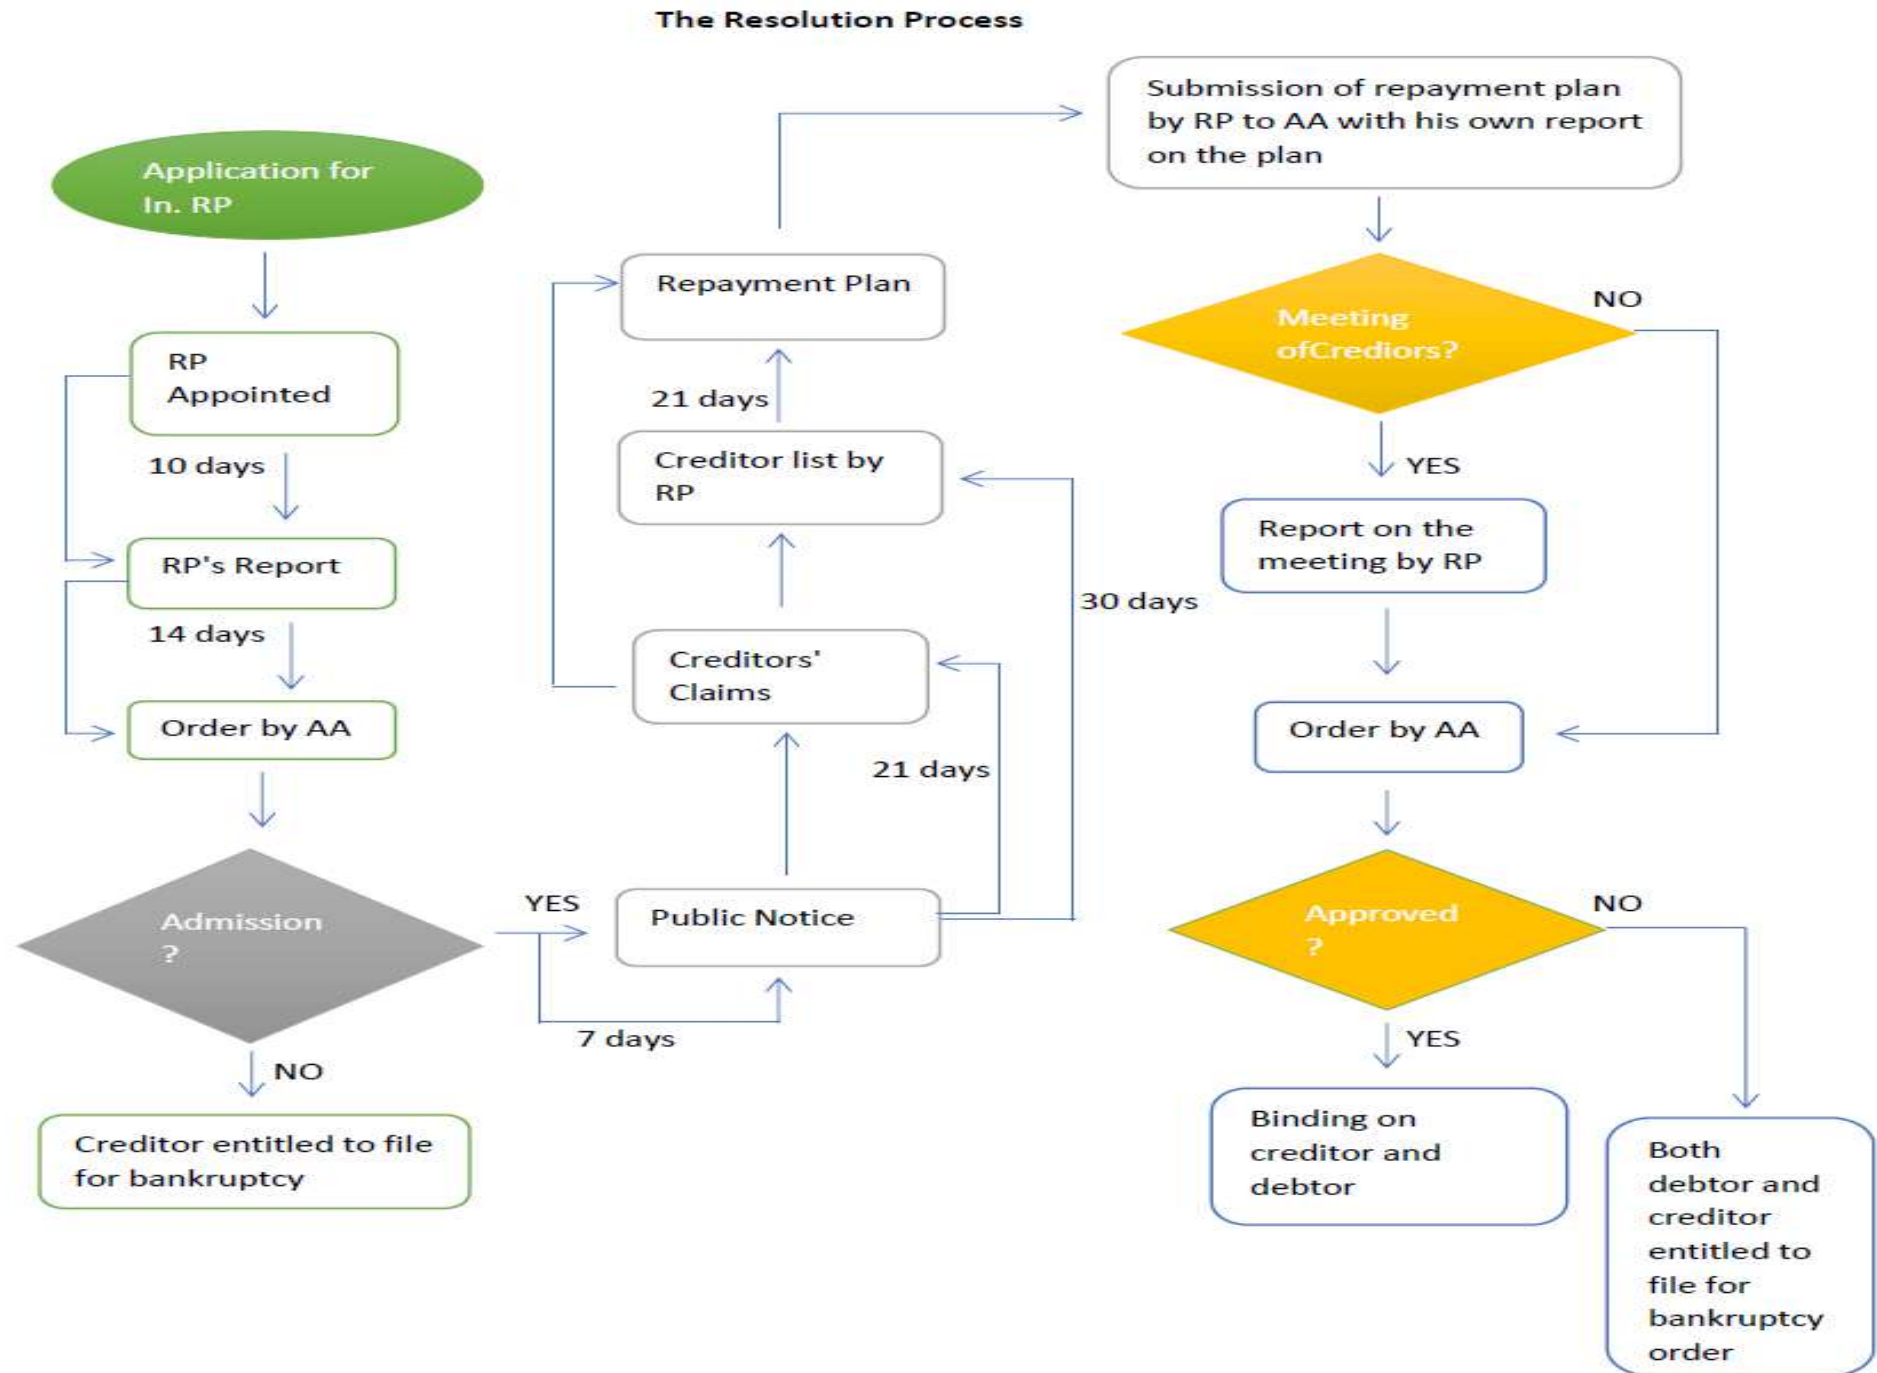 The Resolution Process
Application for
In. RP
RP
Appointed
10 days
RP's Report
14 days
Order by AA
Admission
?
NO
Creditor entitled to file
for bankruptcy
YES
7 days
Public Notice
21 days
30 days
Creditors'
Claims
Creditor list by
RP
21 days
Repayment Plan
Submission of repayment plan
by RP to AA with his own report
on the plan
Meeting
ofCrediors?
NO
YES
Report on the
meeting by RP
Order by AA
Approved
?
NO
YES
Binding on
creditor and
debtor
Both
debtor and
creditor
entitled to
file for
bankruptcy
order